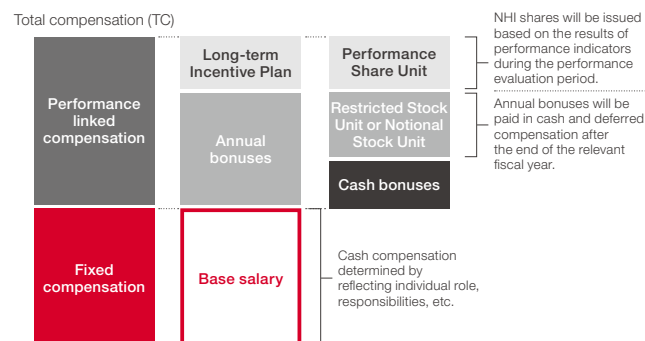 Total compensation (TC)
Performance
linked
compensation
Fixed
compensation
Long-term
Incentive Plan
Annual
bonuses
Base salary
Performance
Share Unit
Restricted Stock
Unit or Notional
Stock Unit
Cash bonuses
NHI shares will be issued
based on the results of
performance indicators
during the performance
evaluation period.
Annual bonuses will be
paid in cash and deferred
compensation after
the end of the relevant
fiscal year.
Cash compensation
determined by
reflecting individual role,
responsibilities, etc.